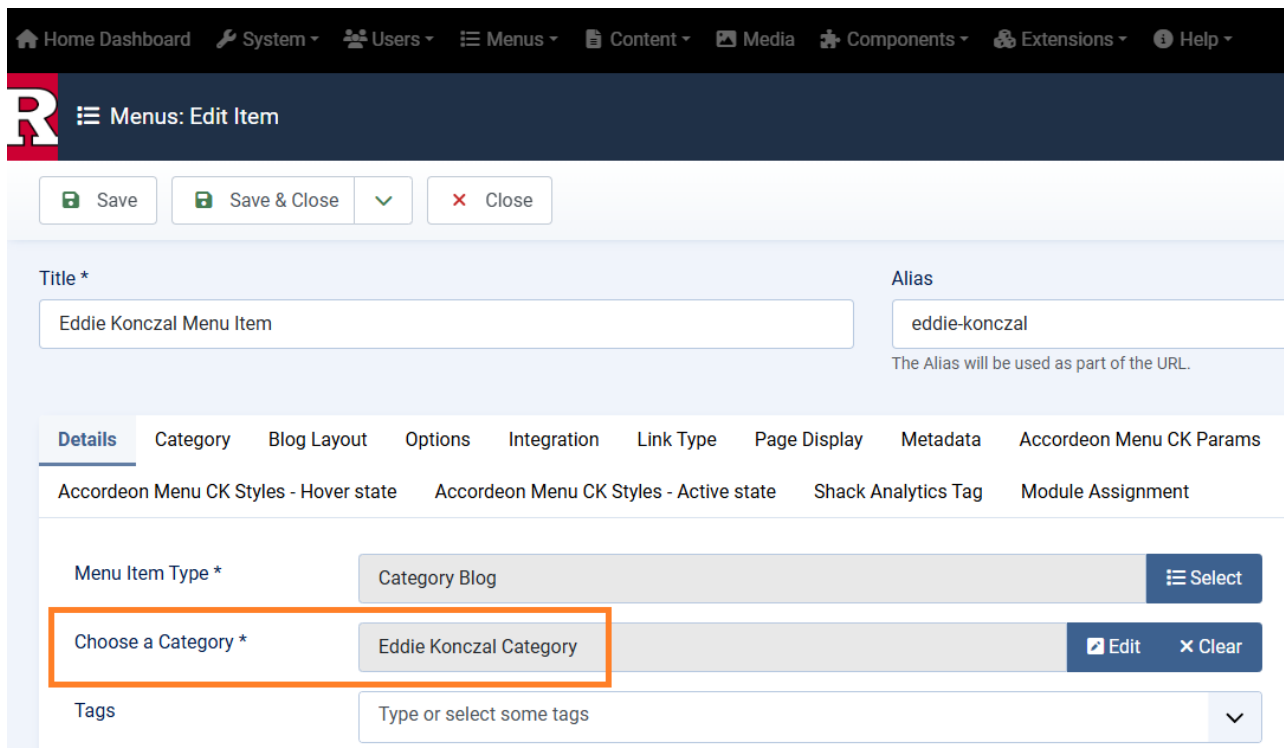 Home Dashboard System Users Menus Content Media Components Extensions Help
R Menus: Edit Item
Save Save & Close Close
Title * Alias
Eddie Konczal Menu Item eddie-konczal
The Alias will be used as part of the URL.
Details Category Blog Layout Options Integration Link Type Page Display Metadata Accordeon Menu CK Params
Accordeon Menu CK Styles - Hover state Accordeon Menu CK Styles - Active state Shack Analytics Tag Module Assignment
Menu Item Type * Category Blog Select
Choose a Category * Eddie Konczal Category Edit Clear
Tags Type or select some tags